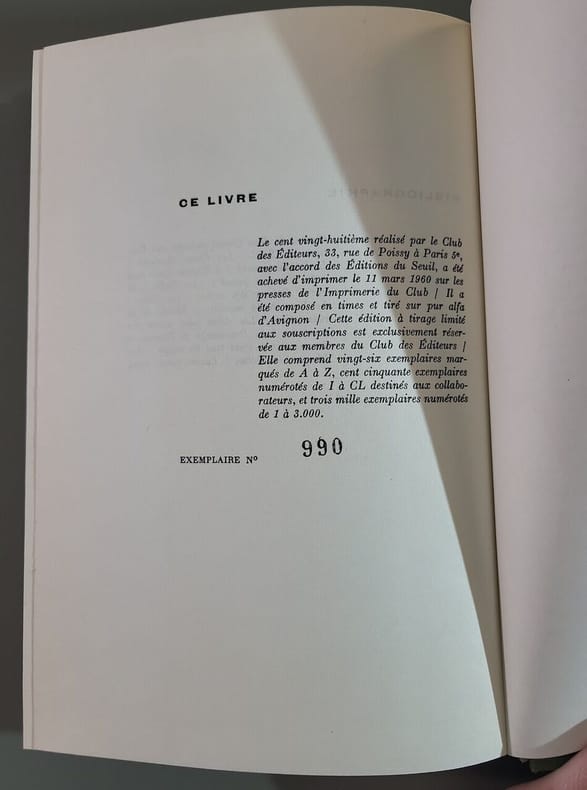 CE LIVRE
Le cent vingt-huitième réalisé par le Club
des Éditeurs, 33, rue de Poissy à Paris 5ᵉ,
avec l'accord des Éditions du Seuil, a été
achevé d'imprimer le 11 mars 1960 sur les
presses de l'Imprimerie du Club / Il a
été composé en times et tiré sur pur alfa
d'Avignon / Cette édition à tirage limité
aux souscriptions est exclusivement réser-
vée aux membres du Club des Éditeurs /
Elle comprend vingt-six exemplaires mar-
qués de A à Z, cent cinquante exemplaires
numérotés de I à CL destinés aux collabo-
rateurs, et trois mille exemplaires numérotés
de 1 à 3.000.
EXEMPLAIRE Nº 990